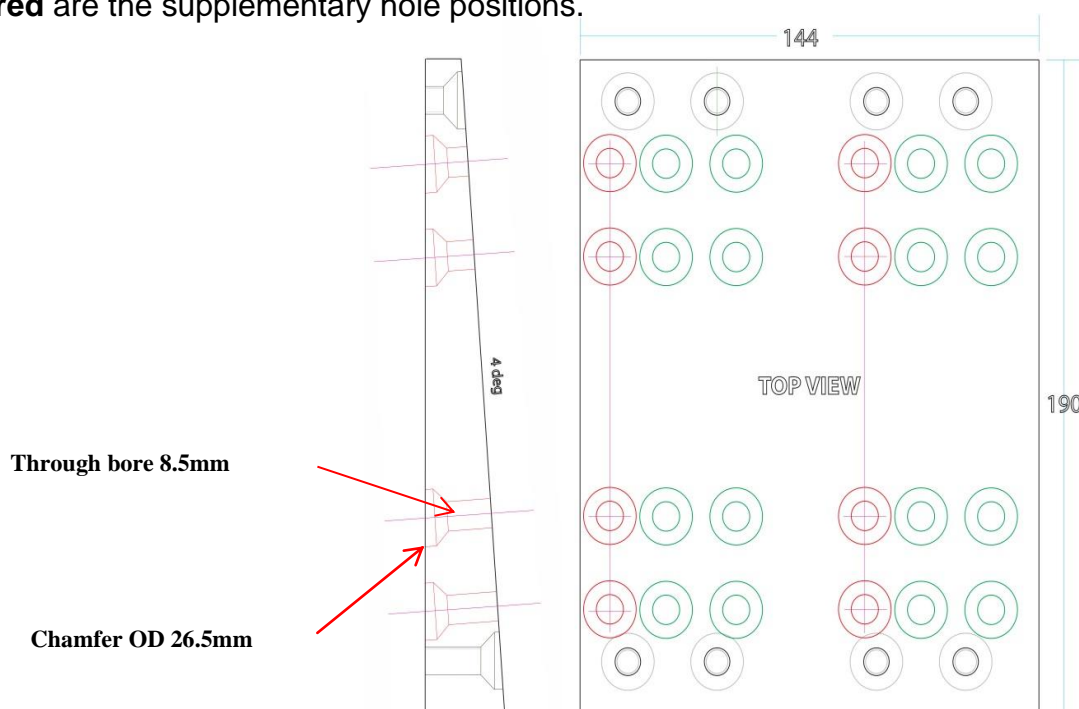 red are the supplementary hole positions.
144
4 deg
TOP VIEW
190
Through bore 8.5mm
Chamfer OD 26.5mm